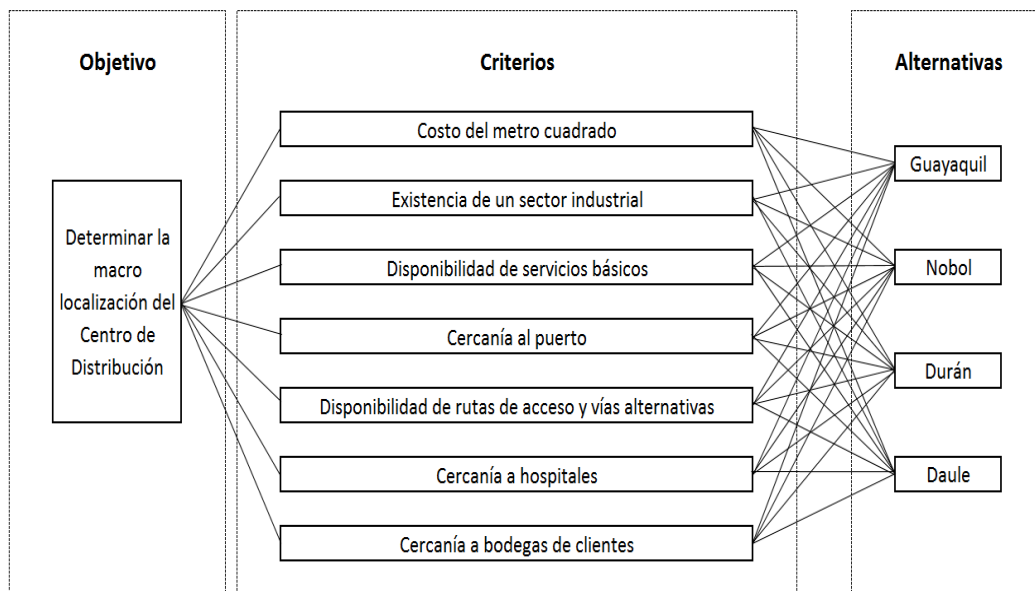 Objetivo
Criterios
Alternativas
Determinar la
macro
localización del
Centro de
Distribución
Costo del metro cuadrado
Existencia de un sector industrial
Disponibilidad de servicios básicos
Cercanía al puerto
Disponibilidad de rutas de acceso y vías alternativas
Cercanía a hospitales
Cercanía a bodegas de clientes
Guayaquil
Nobol
Durán
Daule